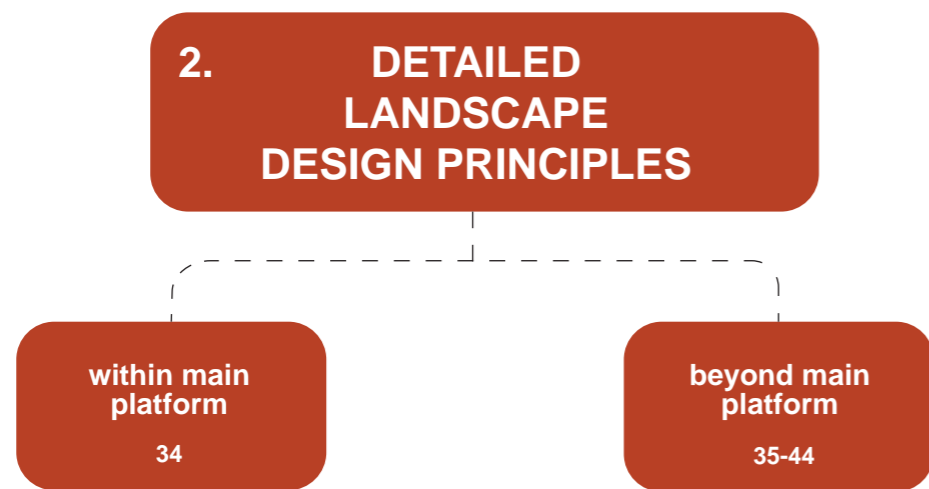 2. DETAILED
LANDSCAPE
DESIGN PRINCIPLES
within main
platform
34
beyond main
platform
35-44